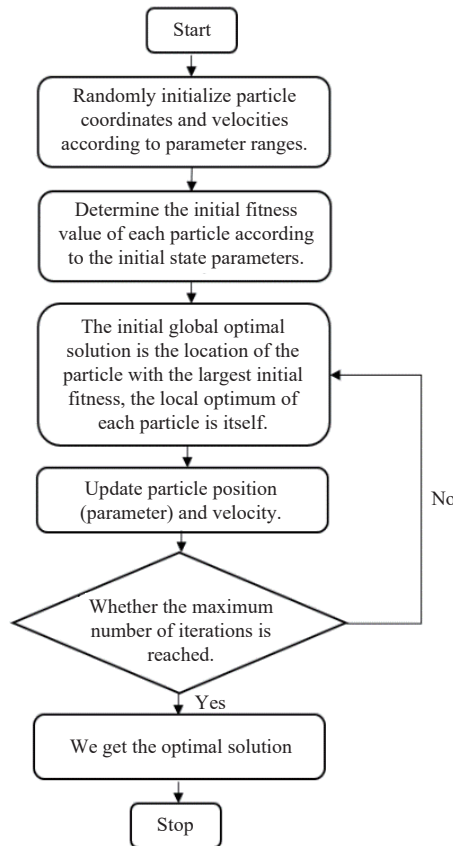 Start
Randomly initialize particle
coordinates and velocities
according to parameter ranges.
Determine the initial fitness
value of each particle according
to the initial state parameters.
The initial global optimal
solution is the location of the
particle with the largest initial
fitness, the local optimum of
each particle is itself.
Update particle position
(parameter) and velocity.
No
Whether the maximum
number of iterations is
reached.
Yes
We get the optimal solution
Stop